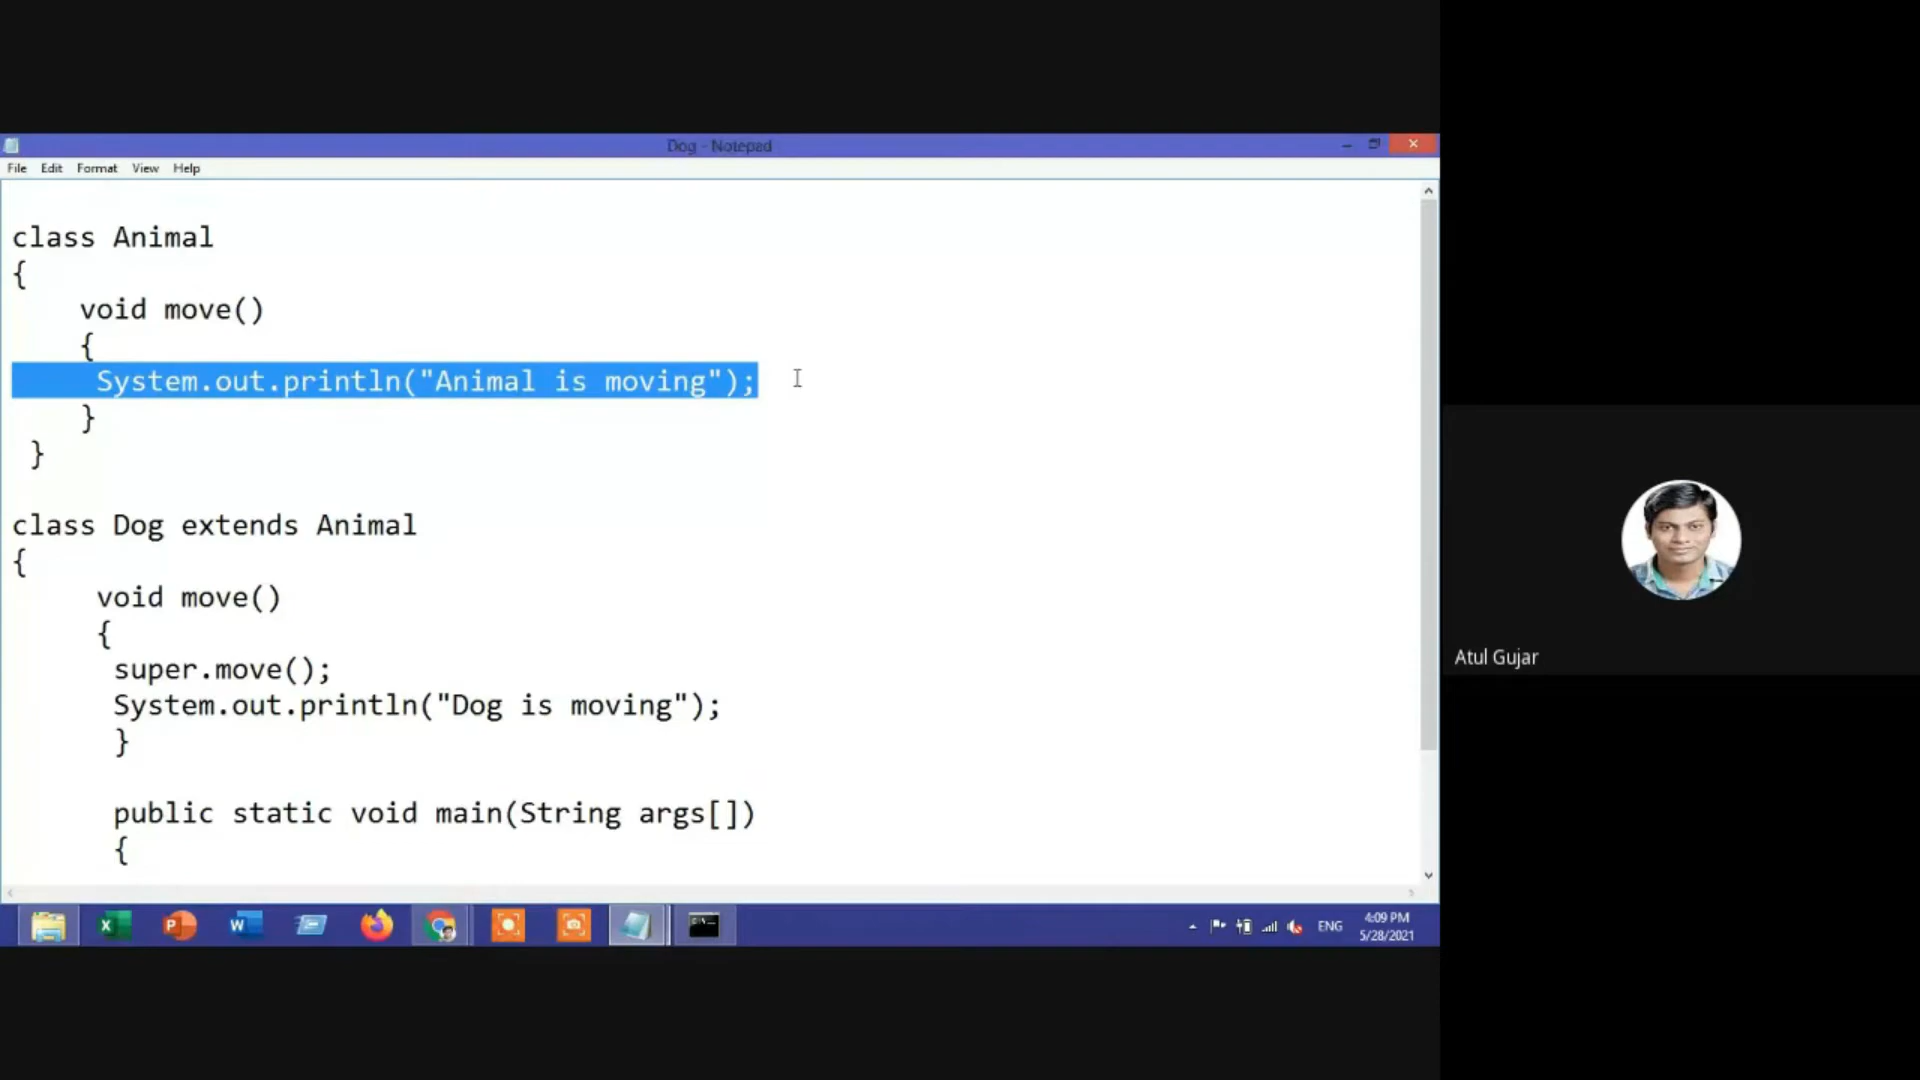 Dog - Notepad
File Edit Format View Help
class Animal
{
void move()
{
System.out.println("Animal is moving");
}
}
class Dog extends Animal
{
void move()
{
super.move();
System.out.println("Dog is moving");
}
public static void main(String args[])
{
Atul Gujar
ENG
4:09 PM
5/28/2021